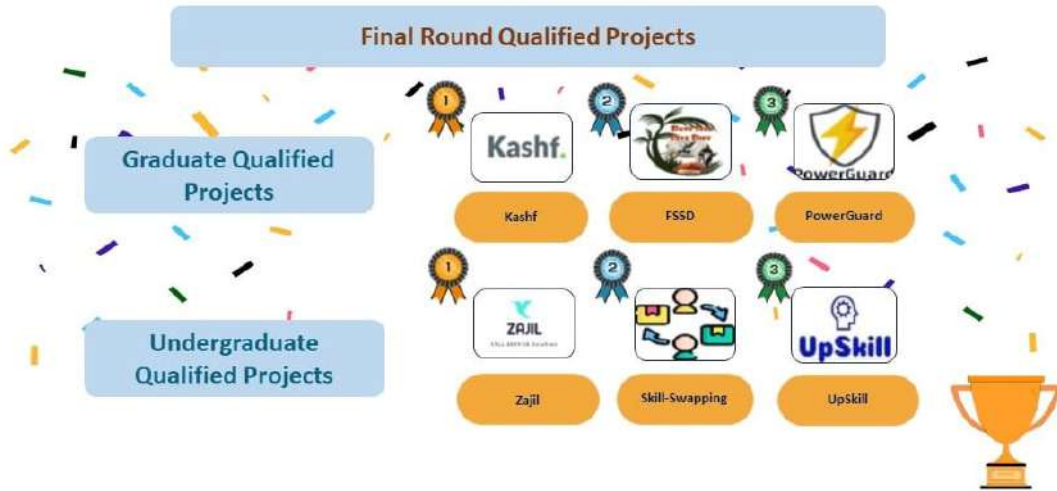 Final Round Qualified Projects
1
2
3
Graduate Qualified
Projects
Kashf.
PowerGuard
Kashf
FSSD
PowerGuard
1
2
3
Undergraduate
Qualified Projects
ZAJIL
UpSkill
Zajil
Skill-Swapping
UpSkill